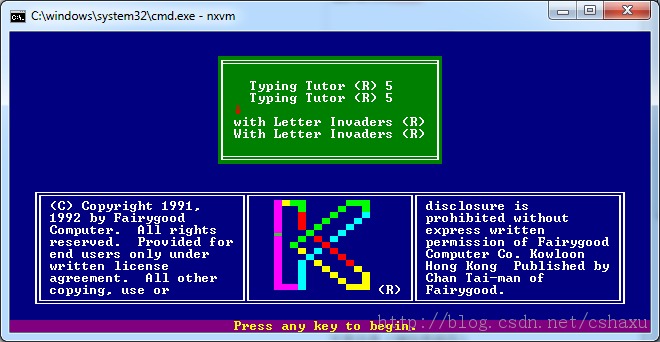 C:\windows\system32\cmd.exe - nxvm
Typing Tutor (R) 5
Typing Tutor (R) 5
with Letter Invaders (R)
With Letter Invaders (R)
(C) Copyright 1991,
1992 by Fairygood
Computer.  All rights
reserved.  Provided for
end users only under
written license
agreement.  All other
copying, use or
(R)
disclosure is
prohibited without
express written
permission of Fairygood
Computer Co. Kowloon
Hong Kong  Published by
Chan Tai-man of
Fairygood.
Press any key to begin.
http://blog.csdn.net/cshaxu